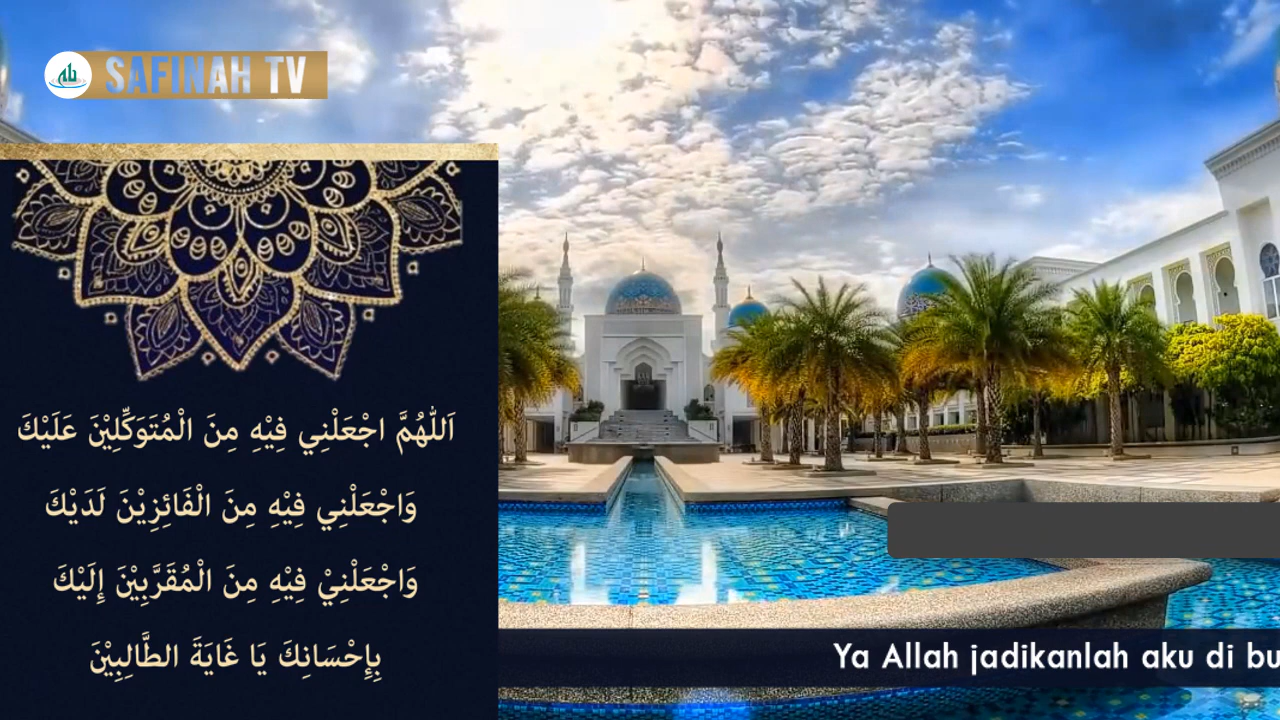 SAFINAH TV
اَللّٰهُمَّ اجْعَلْنِي فِيْهِ مِنَ الْمُتَوَكِّلِيْنَ عَلَيْكَ
وَاجْعَلْنِي فِيْهِ مِنَ الْفَائِزِيْنَ لَدَيْكَ
وَاجْعَلْنِيْ فِيْهِ مِنَ الْمُقَرَّبِيْنَ إِلَيْكَ
بِإِحْسَانِكَ يَا غَايَةَ الطَّالِبِيْنَ
Ya Allah jadikanlah aku di bu